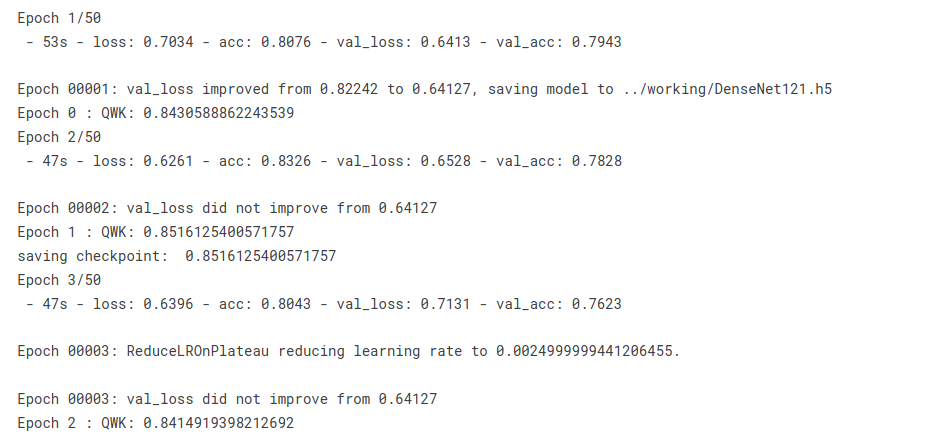 Epoch 1/50
- 53s - loss: 0.7034 - acc: 0.8076 - val_loss: 0.6413 - val_acc: 0.7943
Epoch 00001: val_loss improved from 0.82242 to 0.64127, saving model to ../working/DenseNet121.h5
Epoch 0 : QWK: 0.8430588862243539
Epoch 2/50
- 47s - loss: 0.6261 - acc: 0.8326 - val_loss: 0.6528 - val_acc: 0.7828
Epoch 00002: val_loss did not improve from 0.64127
Epoch 1 : QWK: 0.8516125400571757
saving checkpoint:  0.8516125400571757
Epoch 3/50
- 47s - loss: 0.6396 - acc: 0.8043 - val_loss: 0.7131 - val_acc: 0.7623
Epoch 00003: ReduceLROnPlateau reducing learning rate to 0.0024999999441206455.
Epoch 00003: val_loss did not improve from 0.64127
Epoch 2 : QWK: 0.8414919398212692